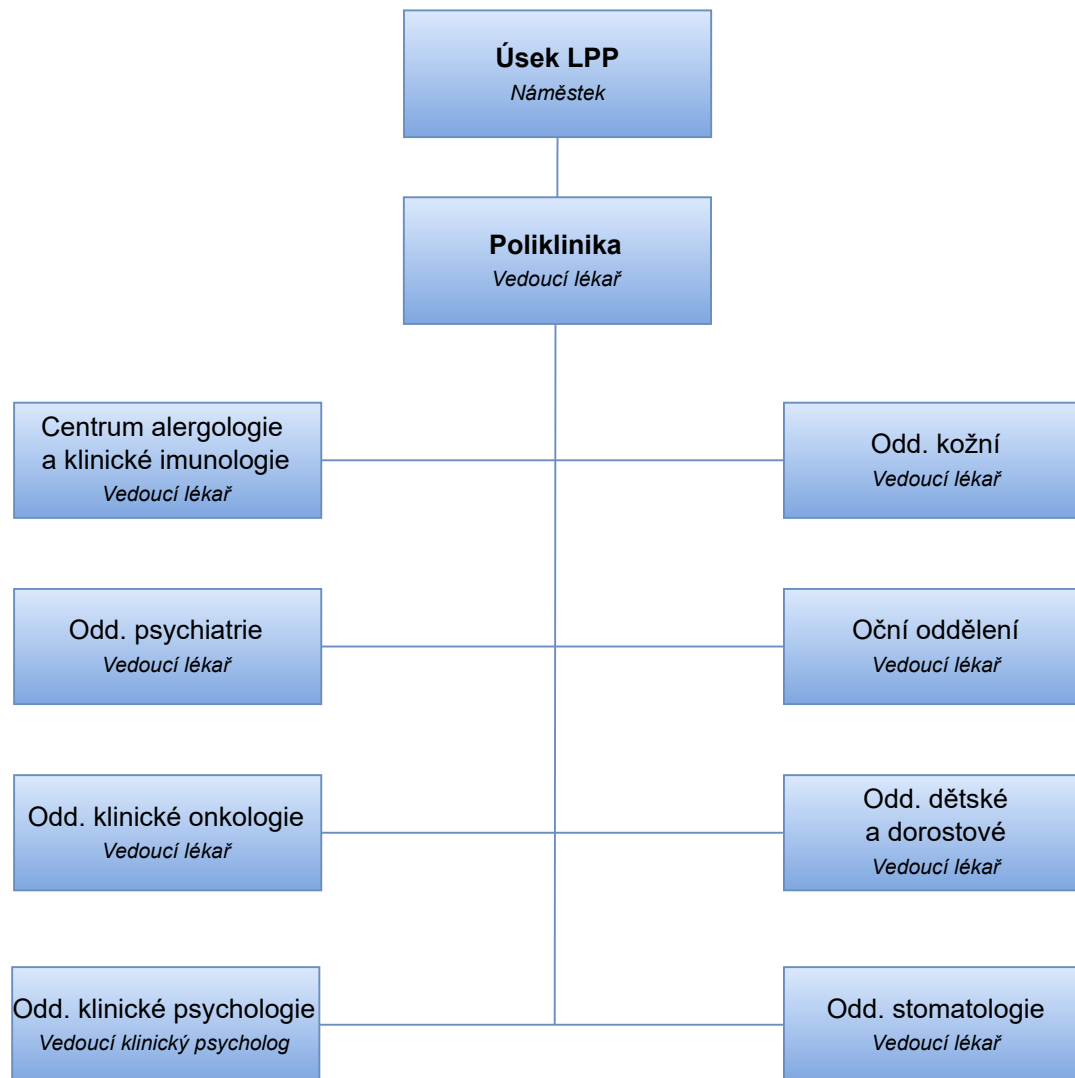 Úsek LPP
Náměstek
Poliklinika
Vedoucí lékař
Centrum alergologie
a klinické imunologie
Vedoucí lékař
Odd. kožní
Vedoucí lékař
Odd. psychiatrie
Vedoucí lékař
Oční oddělení
Vedoucí lékař
Odd. klinické onkologie
Vedoucí lékař
Odd. dětské
a dorostové
Vedoucí lékař
Odd. klinické psychologie
Vedoucí klinický psycholog
Odd. stomatologie
Vedoucí lékař